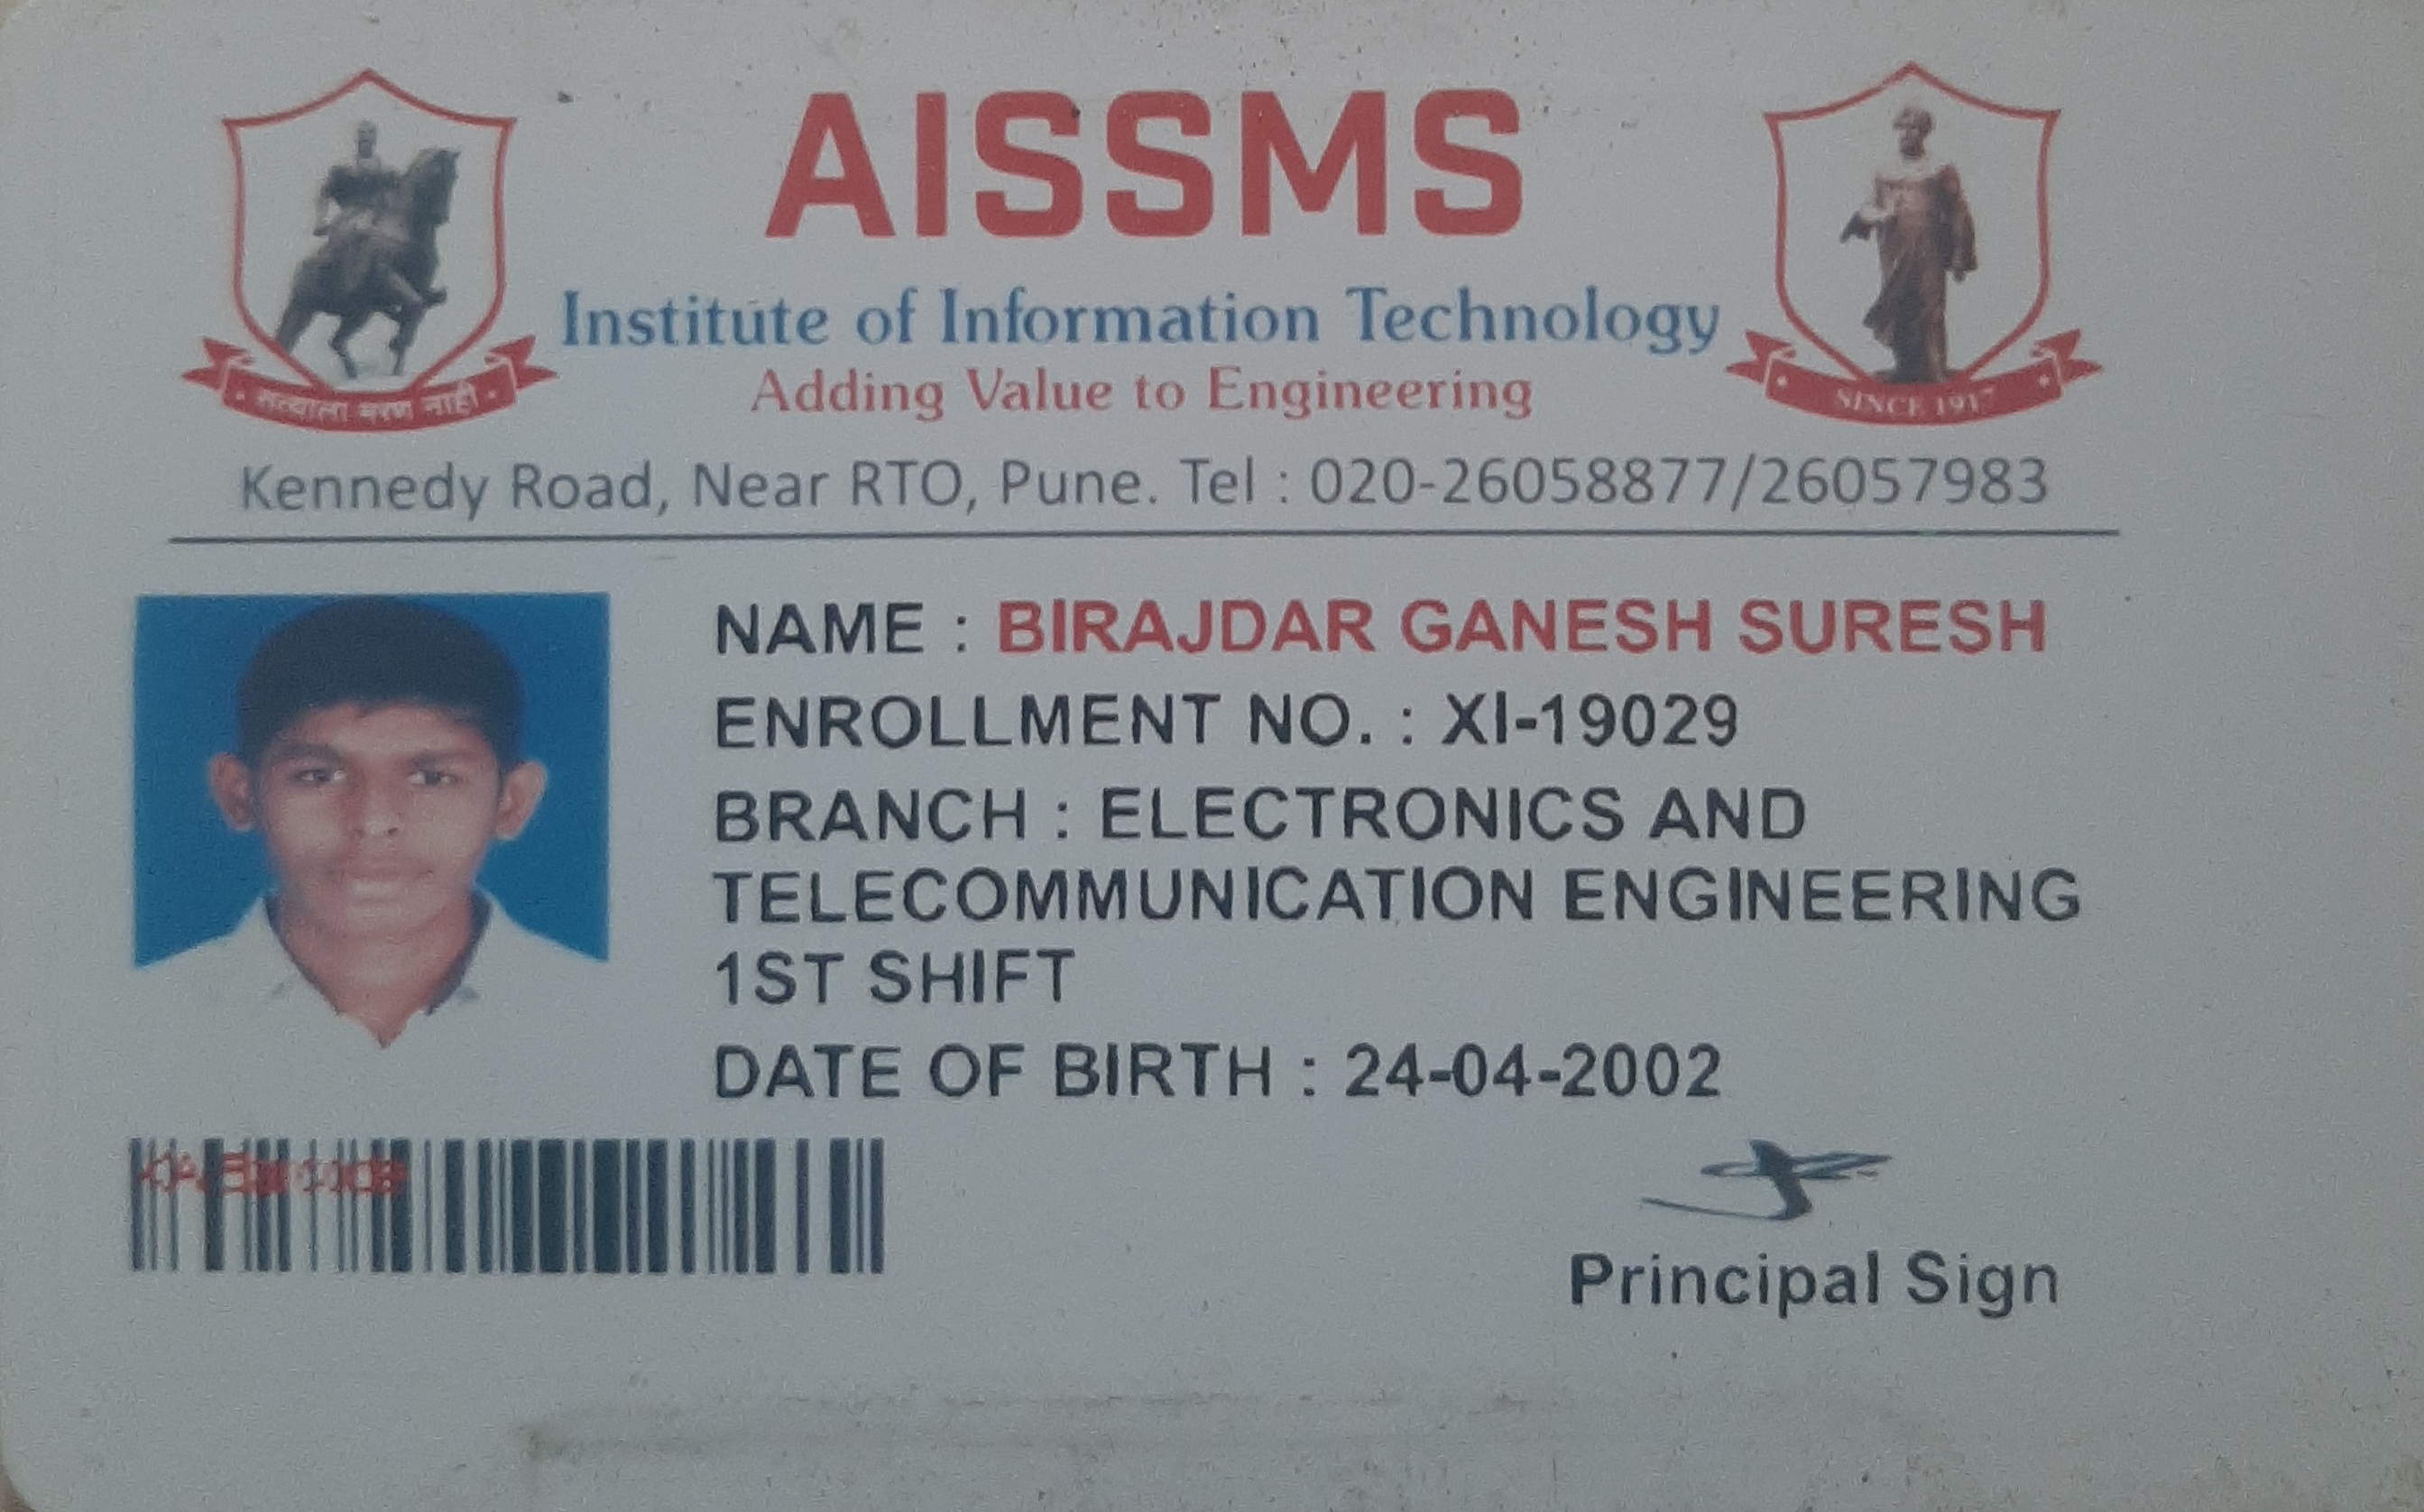 AISSMS
Institute of Information Technology
Adding Value to Engineering
मरण नाही
SINCE 1917
Kennedy Road, Near RTO, Pune. Tel : 020-26058877/26057983
NAME : BIRAJDAR GANESH SURESH
ENROLLMENT NO. : XI-19029
BRANCH : ELECTRONICS AND
TELECOMMUNICATION ENGINEERING
1ST SHIFT
DATE OF BIRTH : 24-04-2002
Principal Sign